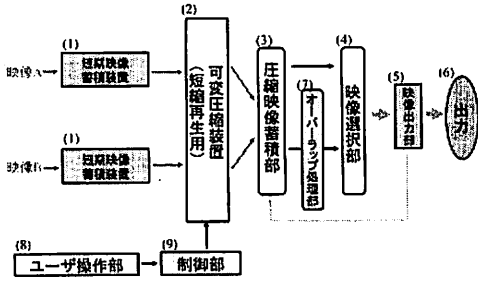 (1)
短期映像
蓄積装置
映像A
(1)
短期映像
蓄積装置
映像B
(2)
可変圧縮装置
(短縮再生用)
(3)
圧縮映像蓄積部
(7)
オーバーラップ処理部
(4)
映像選択部
(5)
映像出力部
(6)
出力
(8)
ユーザ操作部
(9)
制御部